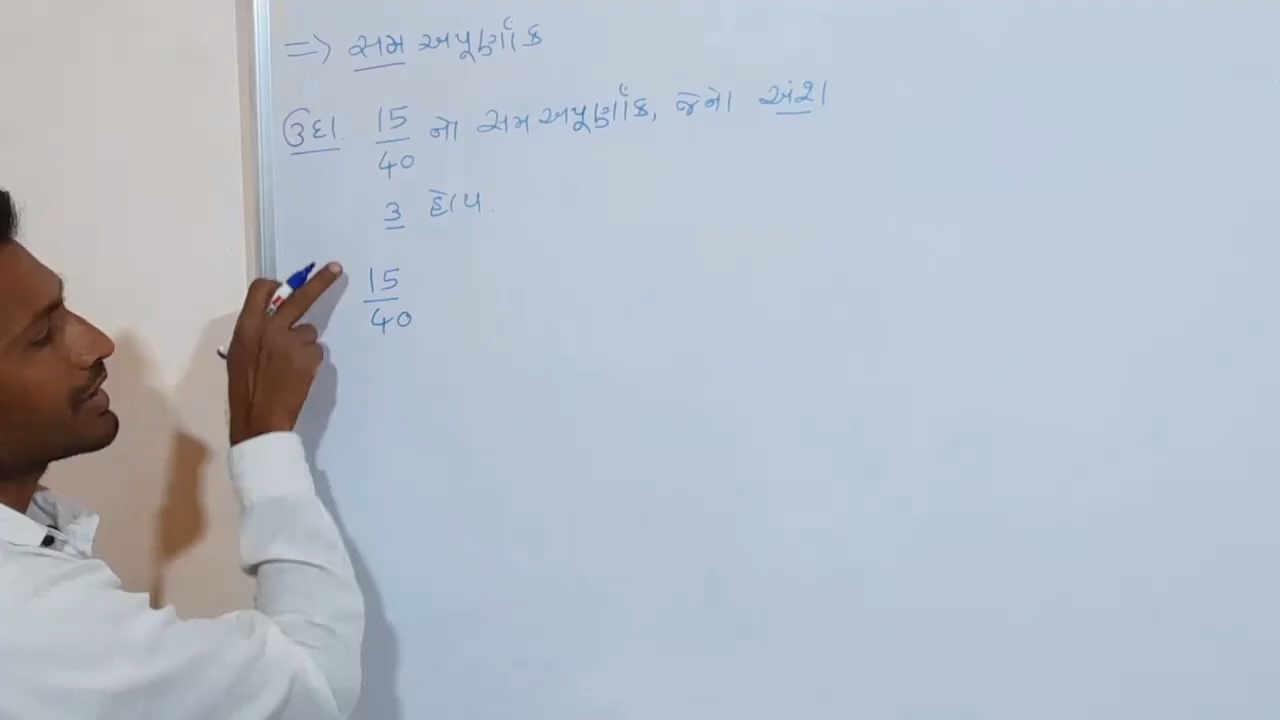 => સમ અપૂર્ણાંક
ઉદા. 15/40 નો સમ અપૂર્ણાંક, જેનો અંશ
3 હોય.
15/40